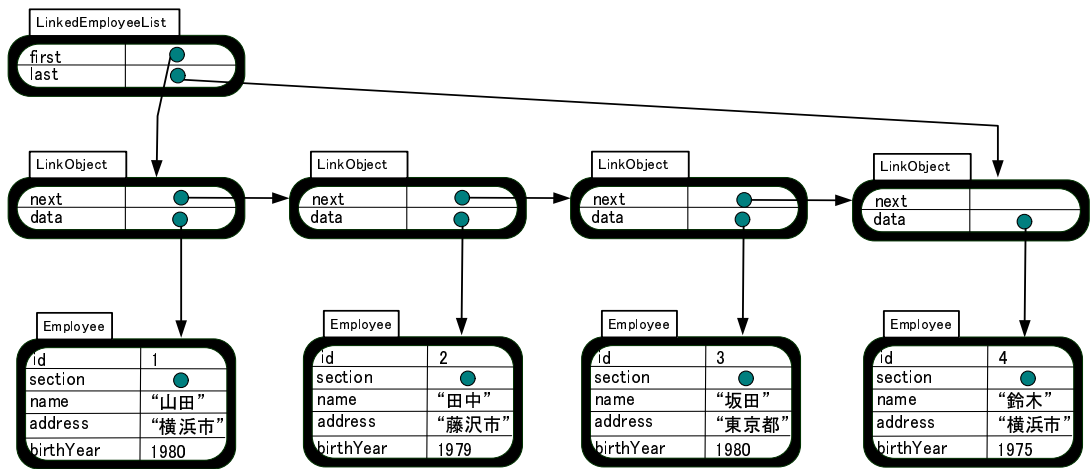 LinkedEmployeeList
first
last
LinkObject
next
data
LinkObject
next
data
LinkObject
next
data
LinkObject
next
data
Employee
id 1
section
name “山田”
address “横浜市”
birthYear 1980
Employee
id 2
section
name “田中”
address “藤沢市”
birthYear 1979
Employee
id 3
section
name “坂田”
address “東京都”
birthYear 1980
Employee
id 4
section
name “鈴木”
address “横浜市”
birthYear 1975